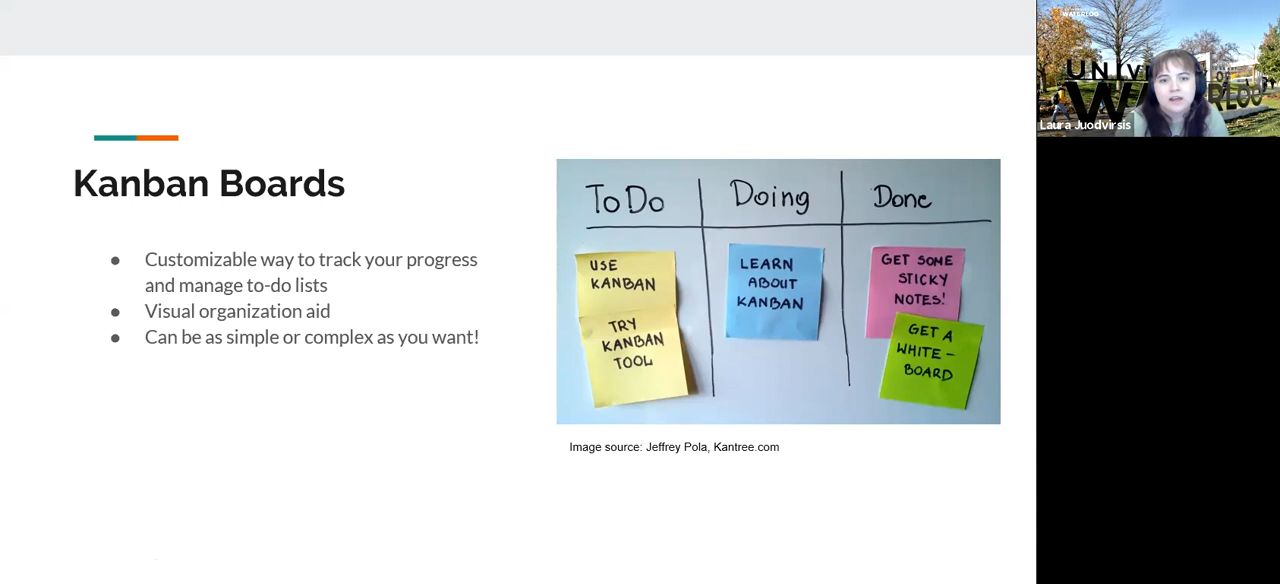 Kanban Boards
● Customizable way to track your progress
and manage to-do lists
● Visual organization aid
● Can be as simple or complex as you want!
To Do
Doing
Done
USE
KANBAN
TRY
KANBAN
TOOL
LEARN
ABOUT
KANBAN
GET SOME
STICKY
NOTES!
GET A
WHITE-
BOARD
Image source: Jeffrey Pola, Kantree.com
WATERLOO
Laura Juodvirsis